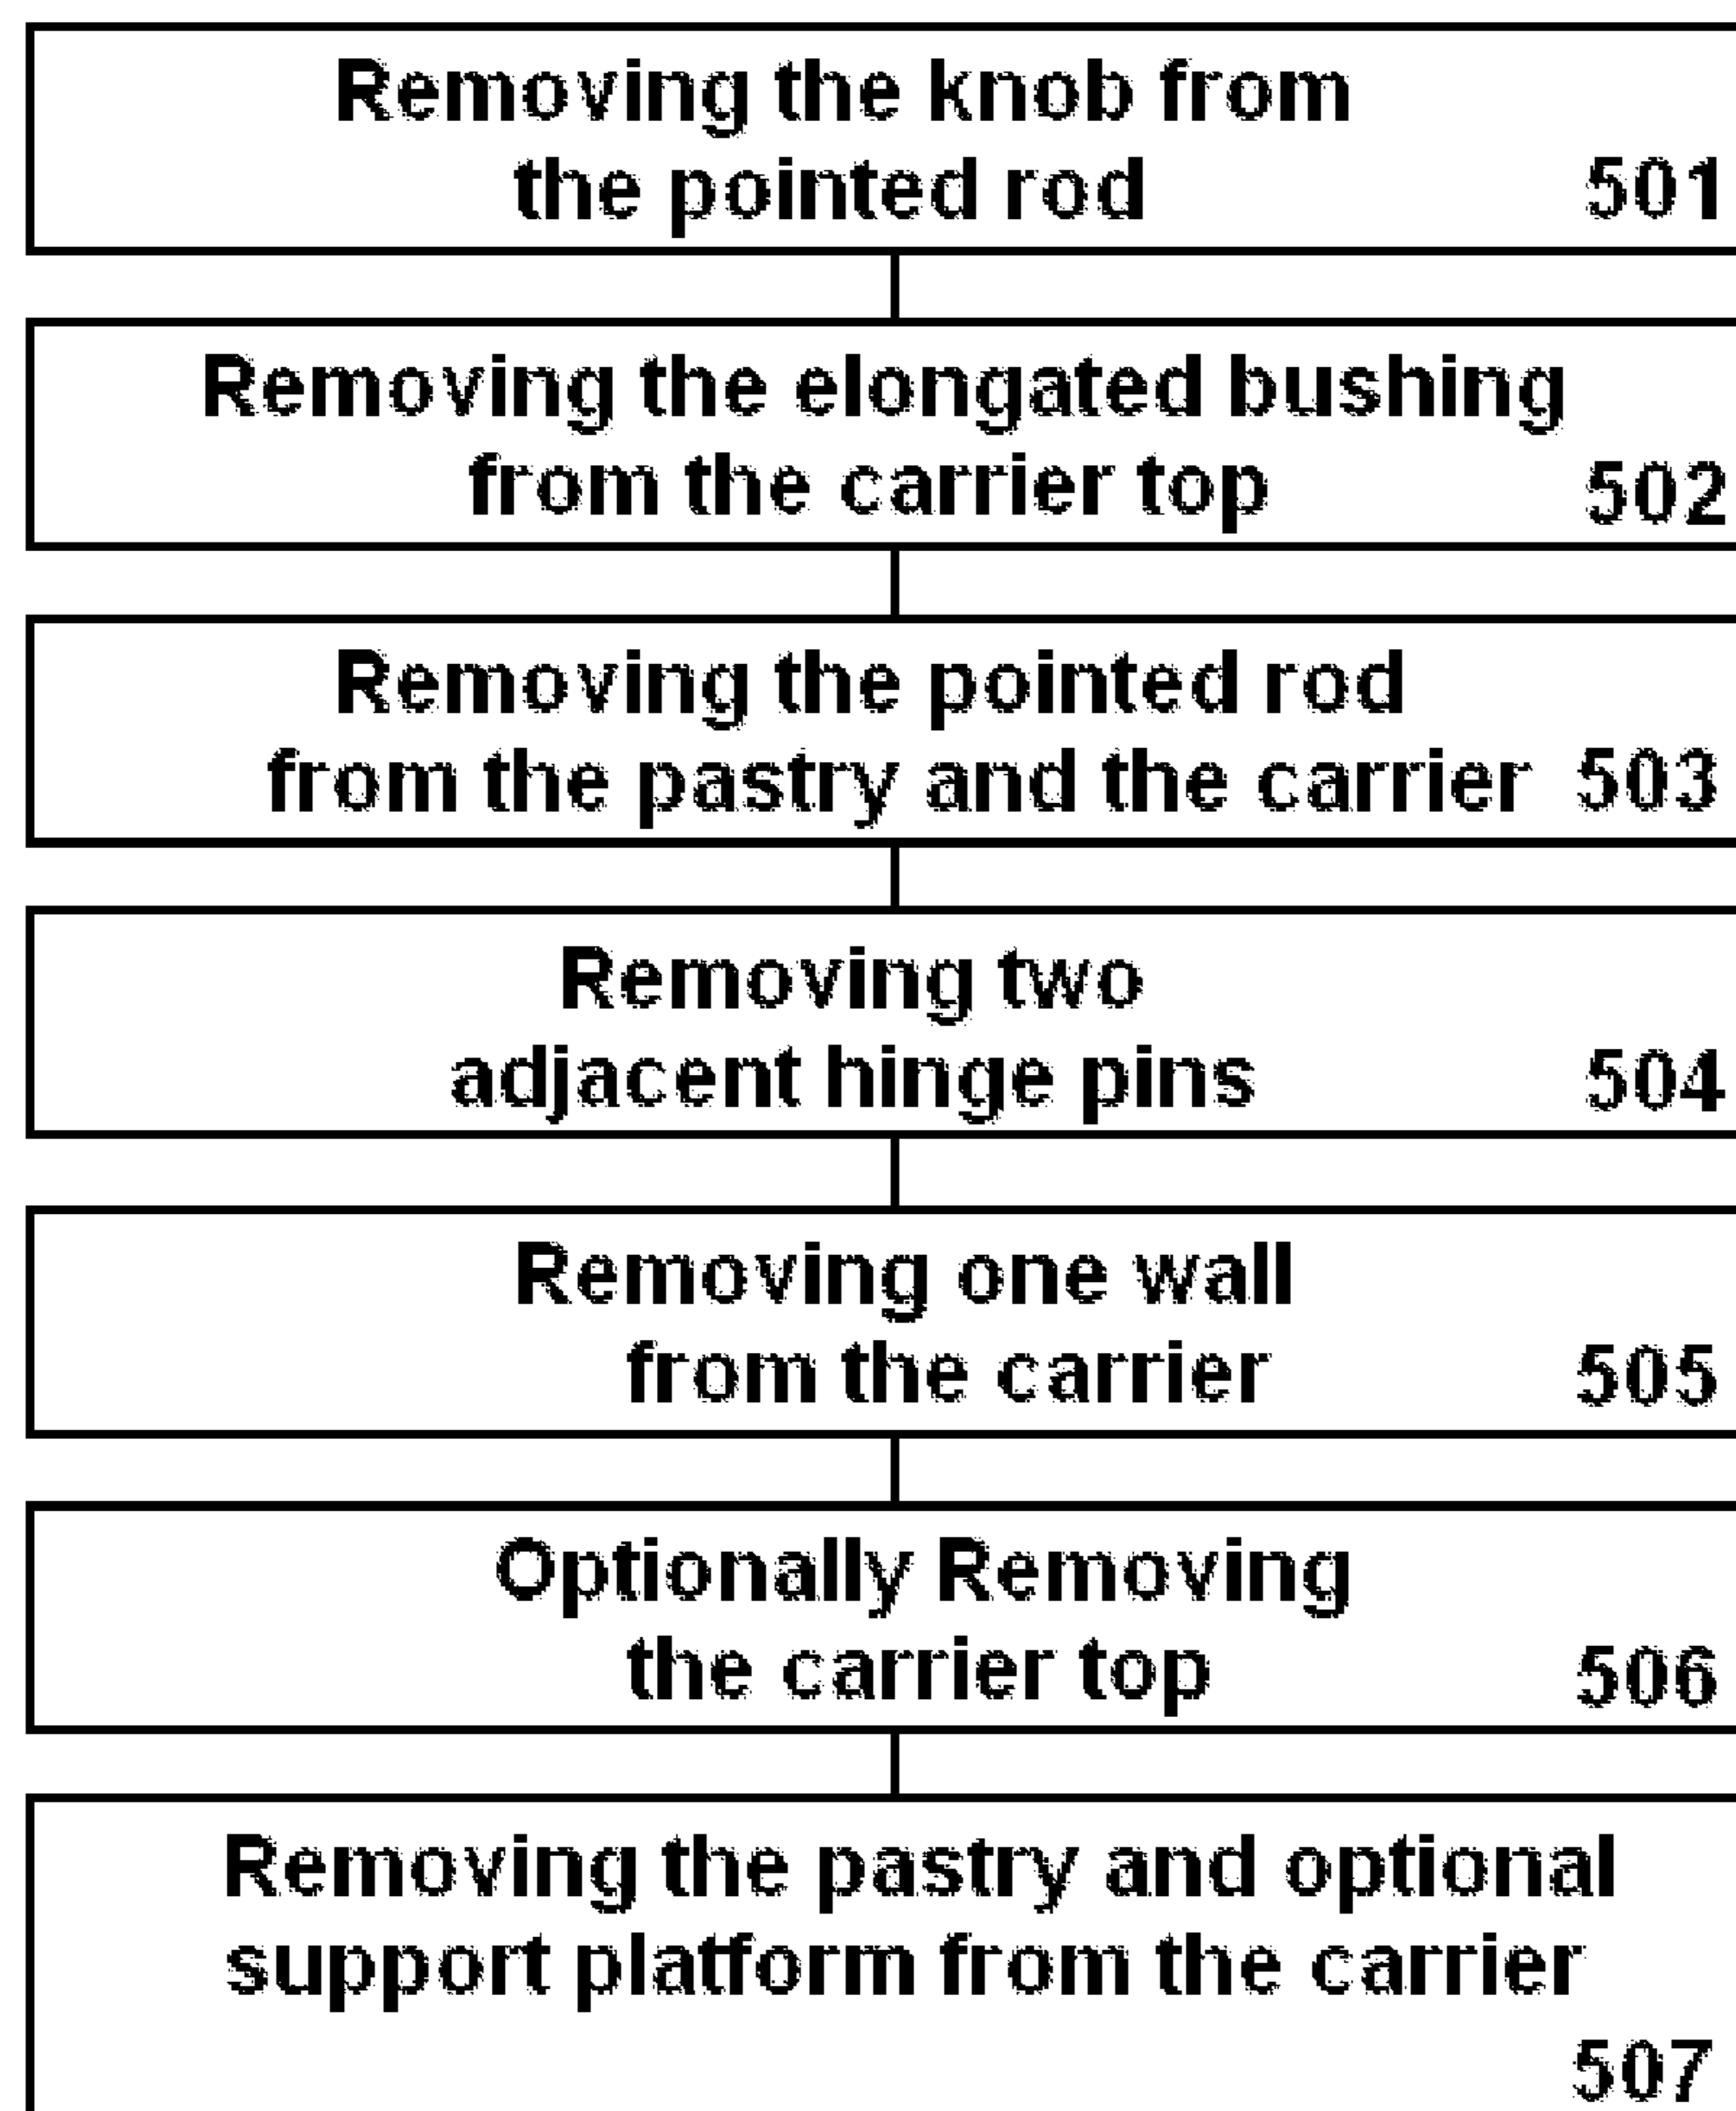 Removing the knob from
the pointed rod 501
Removing the elongated bushing
from the carrier top 502
Removing the pointed rod
from the pastry and the carrier 503
Removing two
adjacent hinge pins 504
Removing one wall
from the carrier 505
Optionally Removing
the carrier top 506
Removing the pastry and optional
support platform from the carrier
507